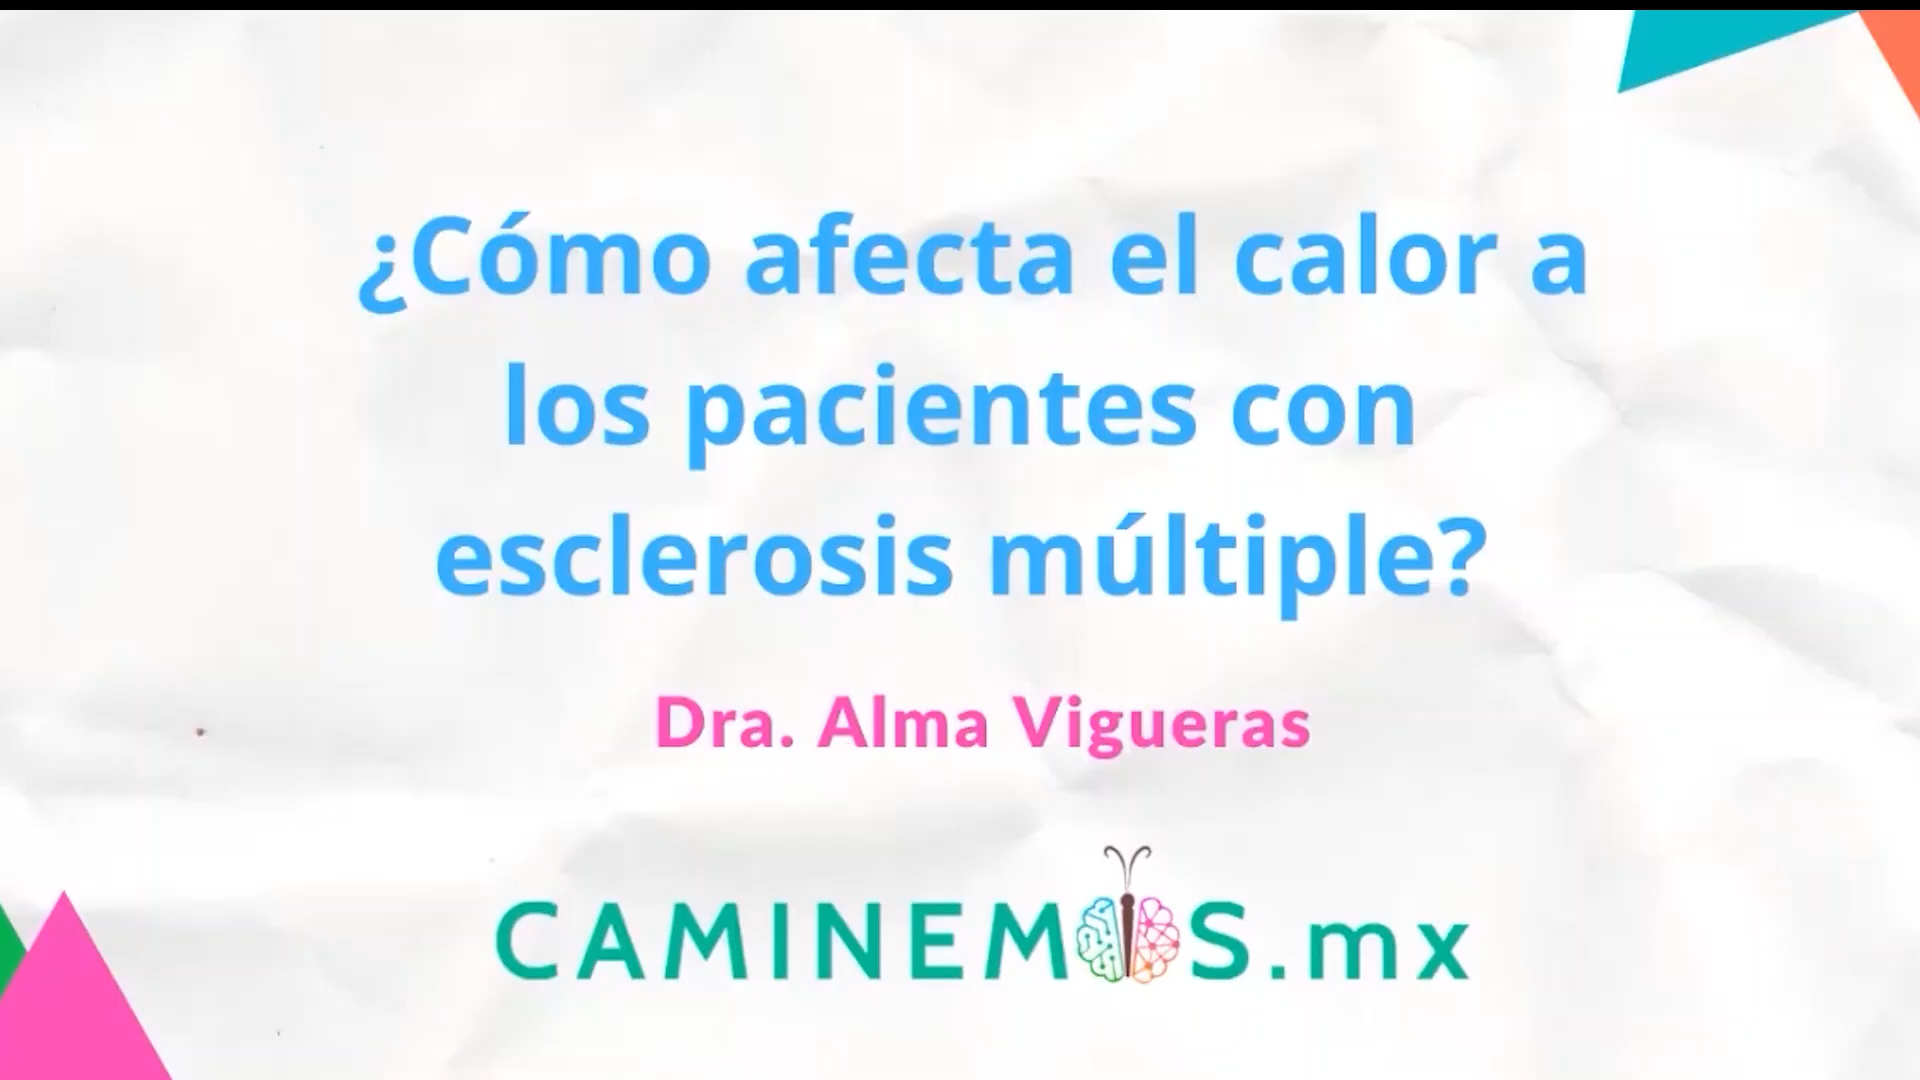 ¿Cómo afecta el calor a
los pacientes con
esclerosis múltiple?
Dra. Alma Vigueras
CAMINEMOS.mx